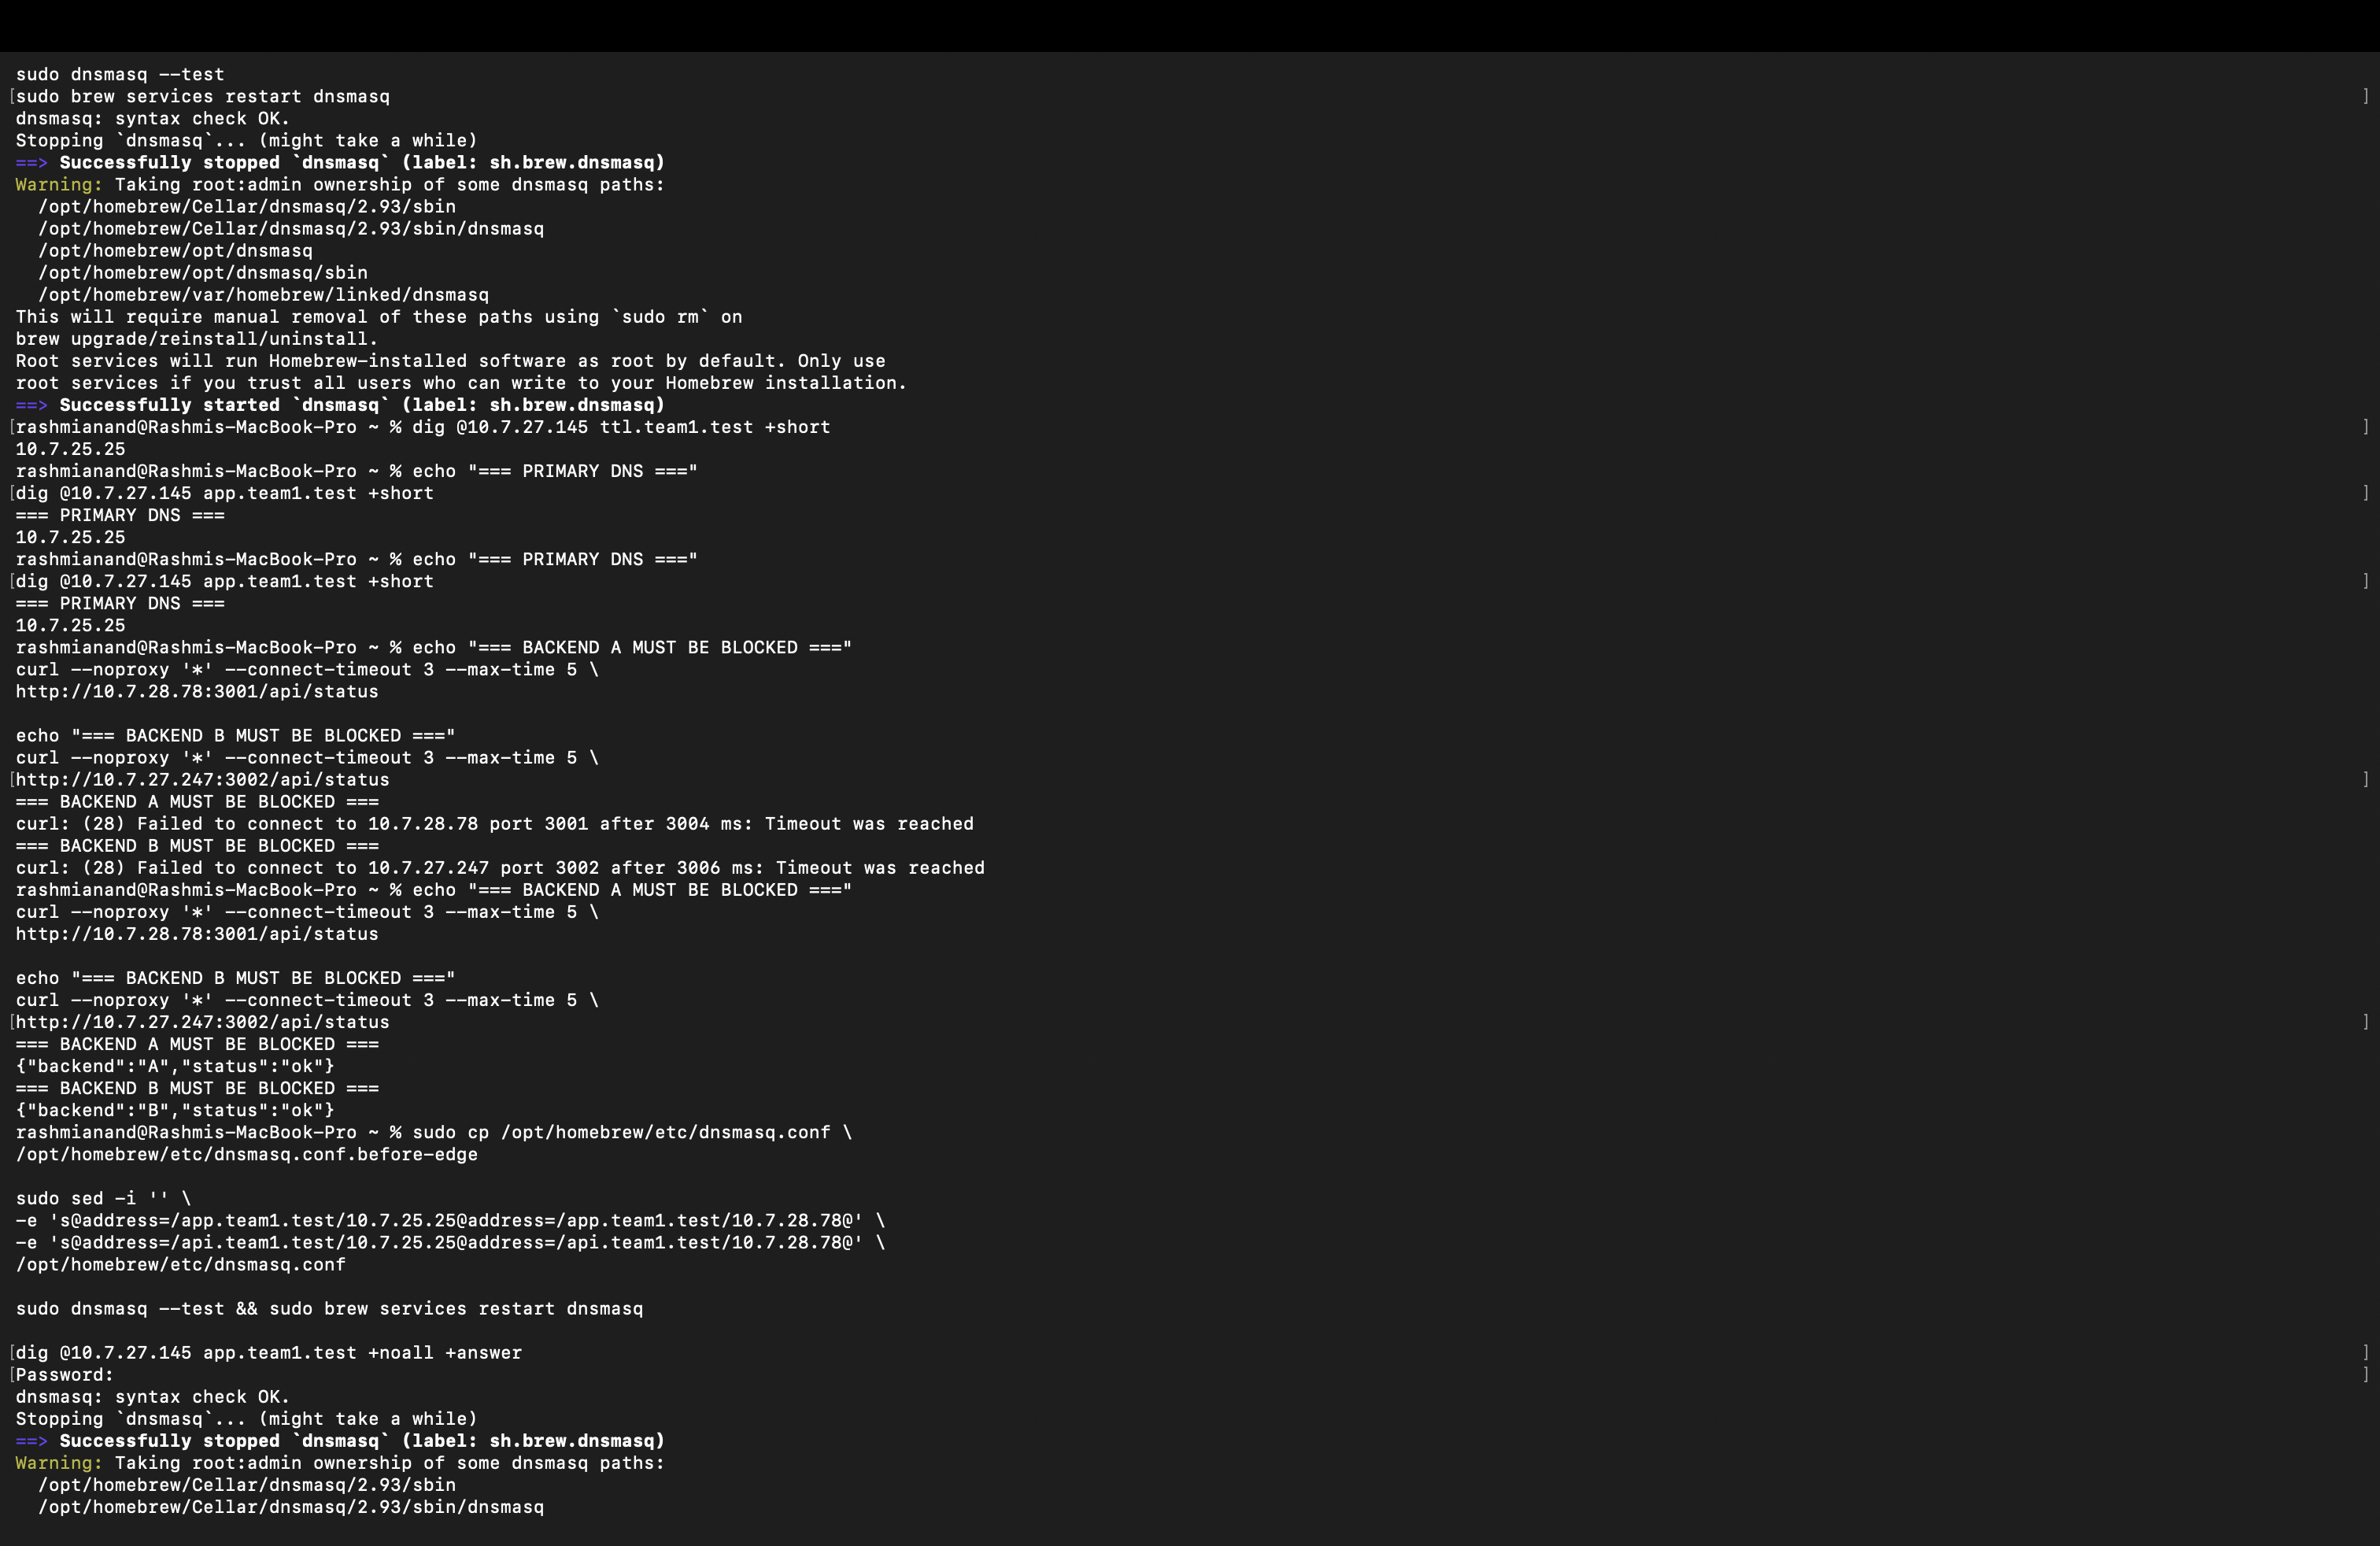 sudo dnsmasq --test
[sudo brew services restart dnsmasq ]
dnsmasq: syntax check OK.
Stopping `dnsmasq`... (might take a while)
==> Successfully stopped `dnsmasq` (label: sh.brew.dnsmasq)
Warning: Taking root:admin ownership of some dnsmasq paths:
  /opt/homebrew/Cellar/dnsmasq/2.93/sbin
  /opt/homebrew/Cellar/dnsmasq/2.93/sbin/dnsmasq
  /opt/homebrew/opt/dnsmasq
  /opt/homebrew/opt/dnsmasq/sbin
  /opt/homebrew/var/homebrew/linked/dnsmasq
This will require manual removal of these paths using `sudo rm` on
brew upgrade/reinstall/uninstall.
Root services will run Homebrew-installed software as root by default. Only use
root services if you trust all users who can write to your Homebrew installation.
==> Successfully started `dnsmasq` (label: sh.brew.dnsmasq)
[rashmianand@Rashmis-MacBook-Pro ~ % dig @10.7.27.145 ttl.team1.test +short ]
10.7.25.25
rashmianand@Rashmis-MacBook-Pro ~ % echo "=== PRIMARY DNS ==="
[dig @10.7.27.145 app.team1.test +short ]
=== PRIMARY DNS ===
10.7.25.25
rashmianand@Rashmis-MacBook-Pro ~ % echo "=== PRIMARY DNS ==="
[dig @10.7.27.145 app.team1.test +short ]
=== PRIMARY DNS ===
10.7.25.25
rashmianand@Rashmis-MacBook-Pro ~ % echo "=== BACKEND A MUST BE BLOCKED ==="
curl --noproxy '*' --connect-timeout 3 --max-time 5 \
http://10.7.28.78:3001/api/status
echo "=== BACKEND B MUST BE BLOCKED ==="
curl --noproxy '*' --connect-timeout 3 --max-time 5 \
[http://10.7.27.247:3002/api/status ]
=== BACKEND A MUST BE BLOCKED ===
curl: (28) Failed to connect to 10.7.28.78 port 3001 after 3004 ms: Timeout was reached
=== BACKEND B MUST BE BLOCKED ===
curl: (28) Failed to connect to 10.7.27.247 port 3002 after 3006 ms: Timeout was reached
rashmianand@Rashmis-MacBook-Pro ~ % echo "=== BACKEND A MUST BE BLOCKED ==="
curl --noproxy '*' --connect-timeout 3 --max-time 5 \
http://10.7.28.78:3001/api/status
echo "=== BACKEND B MUST BE BLOCKED ==="
curl --noproxy '*' --connect-timeout 3 --max-time 5 \
[http://10.7.27.247:3002/api/status ]
=== BACKEND A MUST BE BLOCKED ===
{"backend":"A","status":"ok"}
=== BACKEND B MUST BE BLOCKED ===
{"backend":"B","status":"ok"}
rashmianand@Rashmis-MacBook-Pro ~ % sudo cp /opt/homebrew/etc/dnsmasq.conf \
/opt/homebrew/etc/dnsmasq.conf.before-edge
sudo sed -i '' \
-e 's@address=/app.team1.test/10.7.25.25@address=/app.team1.test/10.7.28.78@' \
-e 's@address=/api.team1.test/10.7.25.25@address=/api.team1.test/10.7.28.78@' \
/opt/homebrew/etc/dnsmasq.conf
sudo dnsmasq --test && sudo brew services restart dnsmasq
[dig @10.7.27.145 app.team1.test +noall +answer ]
[Password: ]
dnsmasq: syntax check OK.
Stopping `dnsmasq`... (might take a while)
==> Successfully stopped `dnsmasq` (label: sh.brew.dnsmasq)
Warning: Taking root:admin ownership of some dnsmasq paths:
  /opt/homebrew/Cellar/dnsmasq/2.93/sbin
  /opt/homebrew/Cellar/dnsmasq/2.93/sbin/dnsmasq